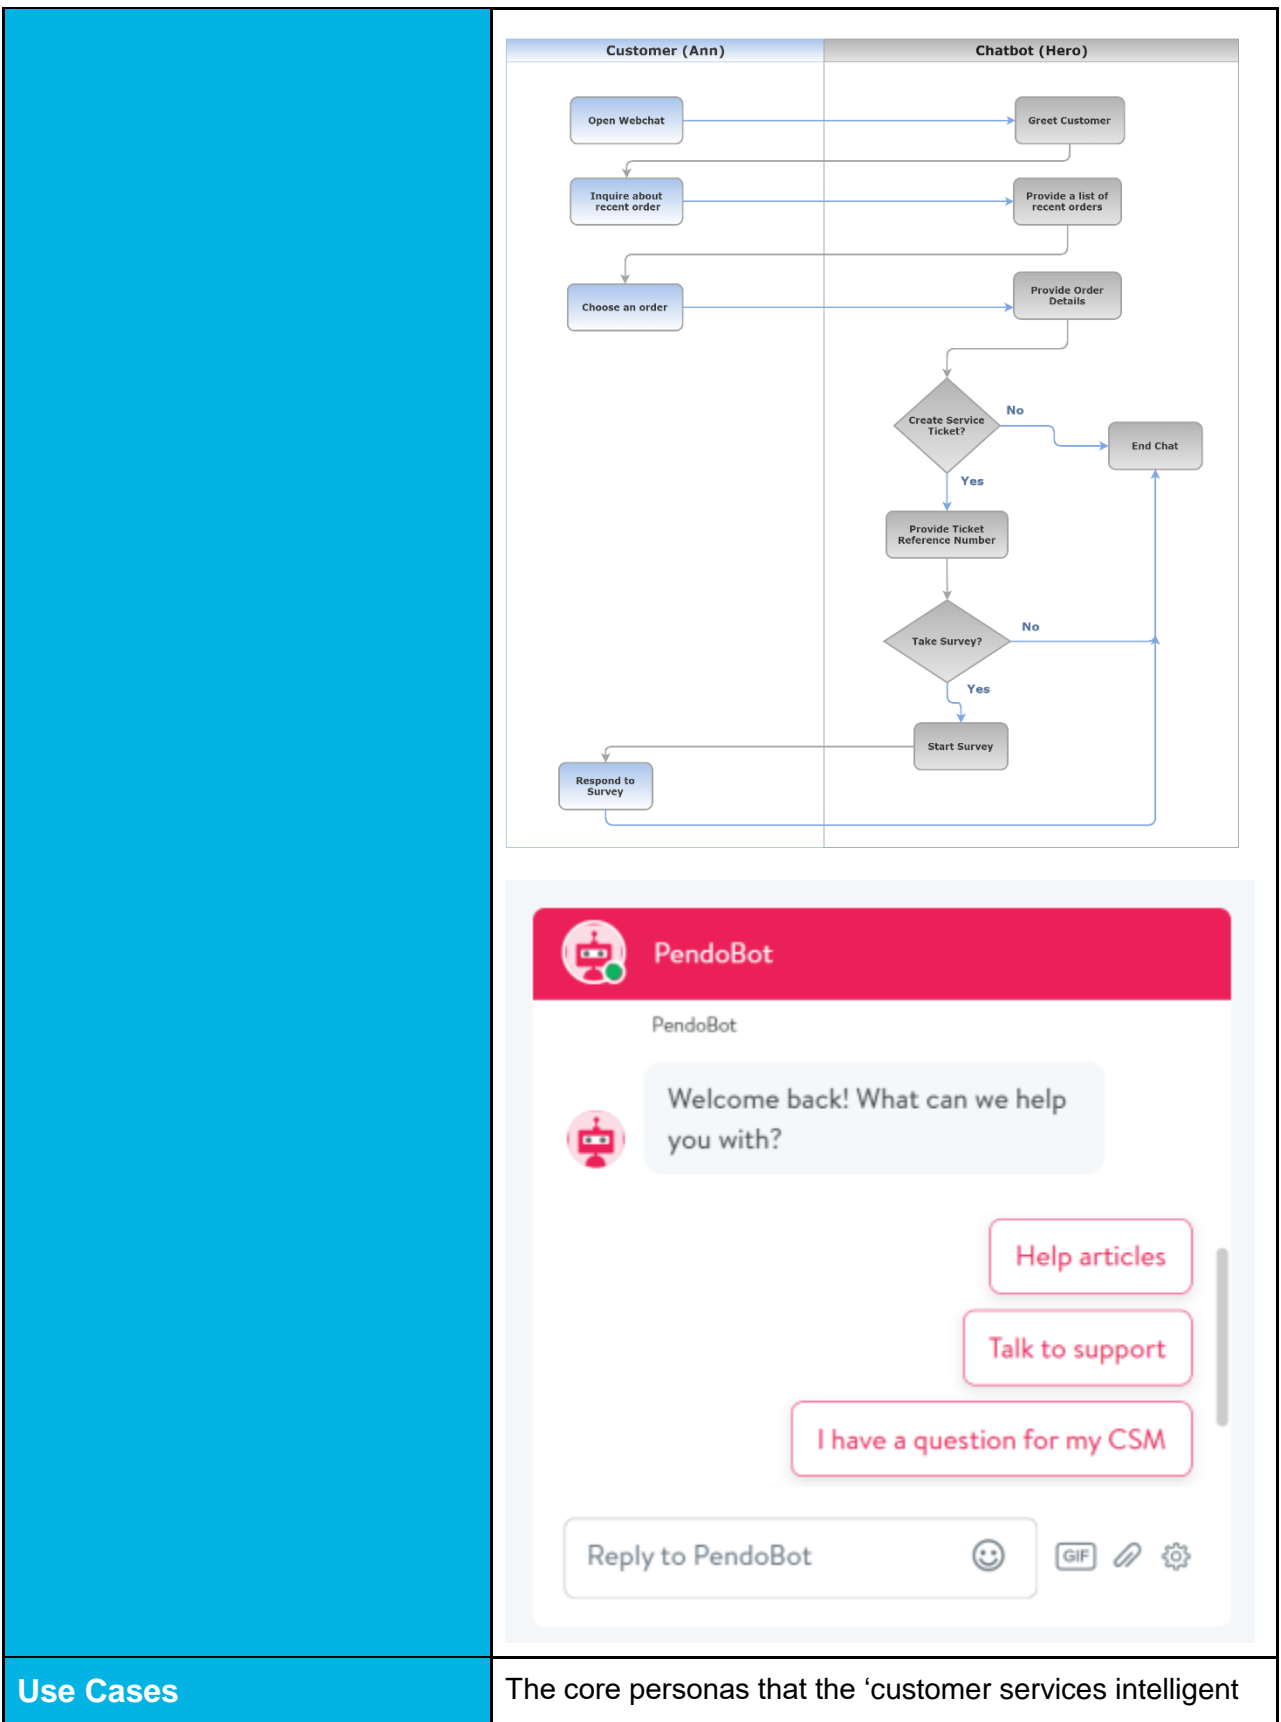 Customer (Ann)
Chatbot (Hero)
Open Webchat
Greet Customer
Inquire about
recent order
Provide a list of
recent orders
Choose an order
Provide Order
Details
Create Service
Ticket?
No
End Chat
Yes
Provide Ticket
Reference Number
Take Survey?
No
Yes
Start Survey
Respond to
Survey
PendoBot
PendoBot
Welcome back! What can we help
you with?
Help articles
Talk to support
I have a question for my CSM
Reply to PendoBot
GIF
Use Cases
The core personas that the ‘customer services intelligent